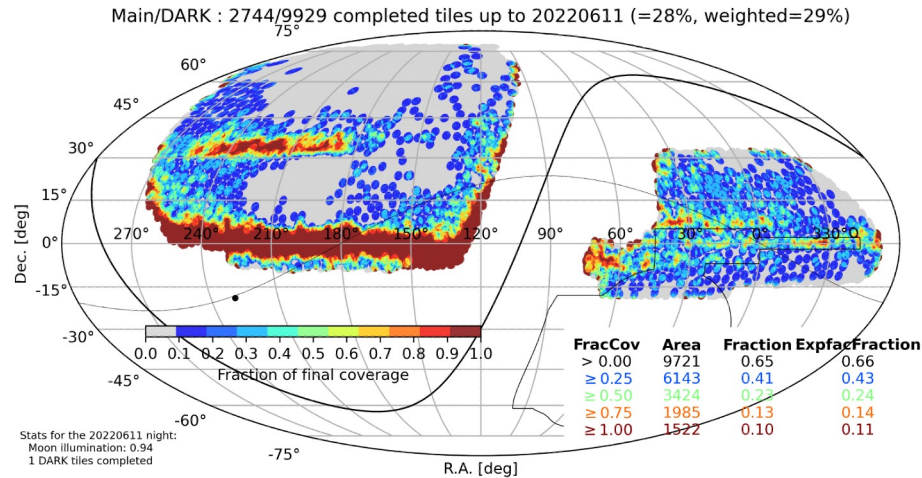 Main/DARK : 2744/9929 completed tiles up to 20220611 (=28%, weighted=29%)
75°
60°
45°
30°
15°
0°
-15°
-30°
-45°
-60°
-75°
Dec. [deg]
270° 240° 210° 180° 150° 120° 90° 60° 30° 0° 330°
0.0 0.1 0.2 0.3 0.4 0.5 0.6 0.7 0.8 0.9 1.0
Fraction of final coverage
FracCov Area Fraction ExpfacFraction
> 0.00 9721 0.65 0.66
≥ 0.25 6143 0.41 0.43
≥ 0.50 3424 0.23 0.24
≥ 0.75 1985 0.13 0.14
≥ 1.00 1522 0.10 0.11
Stats for the 20220611 night:
Moon illumination: 0.94
1 DARK tiles completed
R.A. [deg]